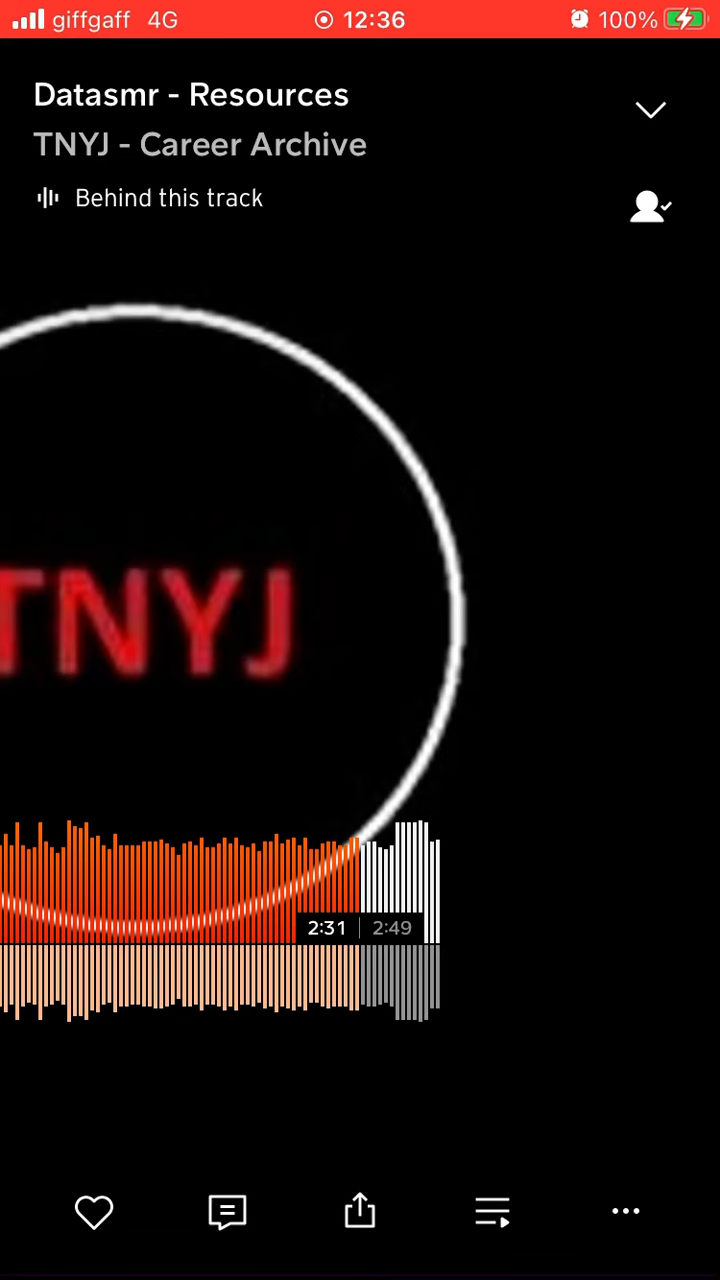 giffgaff 4G 12:36 100%
Datasmr - Resources
TNYJ - Career Archive
Behind this track
TNYJ
2:31 2:49